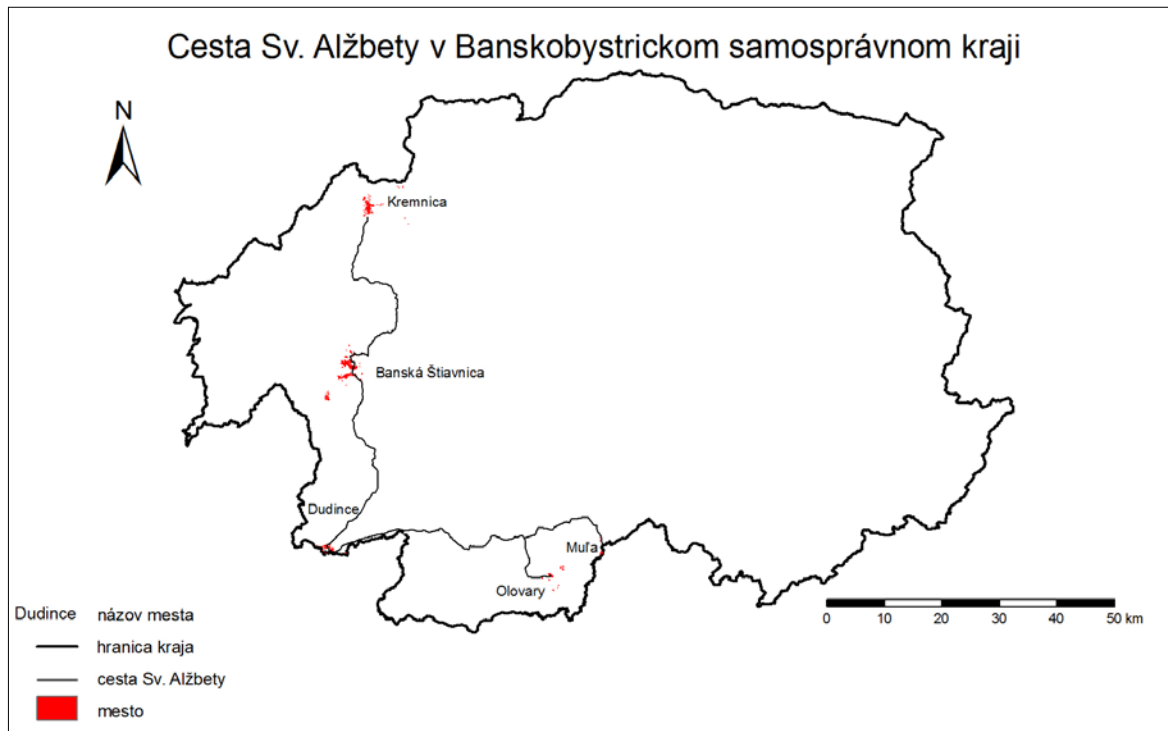 Cesta Sv. Alžbety v Banskobystrickom samosprávnom kraji
N
Kremnica
Banská Štiavnica
Dudince
Muľa
Olovary
Dudince názov mesta
hranica kraja
cesta Sv. Alžbety
mesto
0 10 20 30 40 50 km